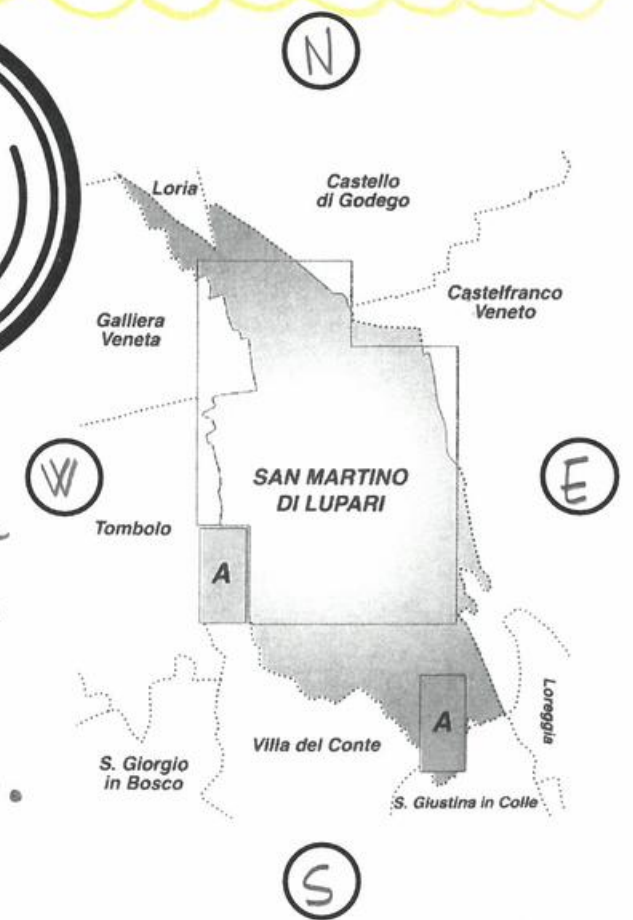 N
Loria
Castello
di Godego
Castelfranco
Veneto
Galliera
Veneta
W
SAN MARTINO
DI LUPARI
E
Tombolo
A
A
Loreggia
Villa del Conte
S. Giorgio
in Bosco
S. Giustina in Colle
S